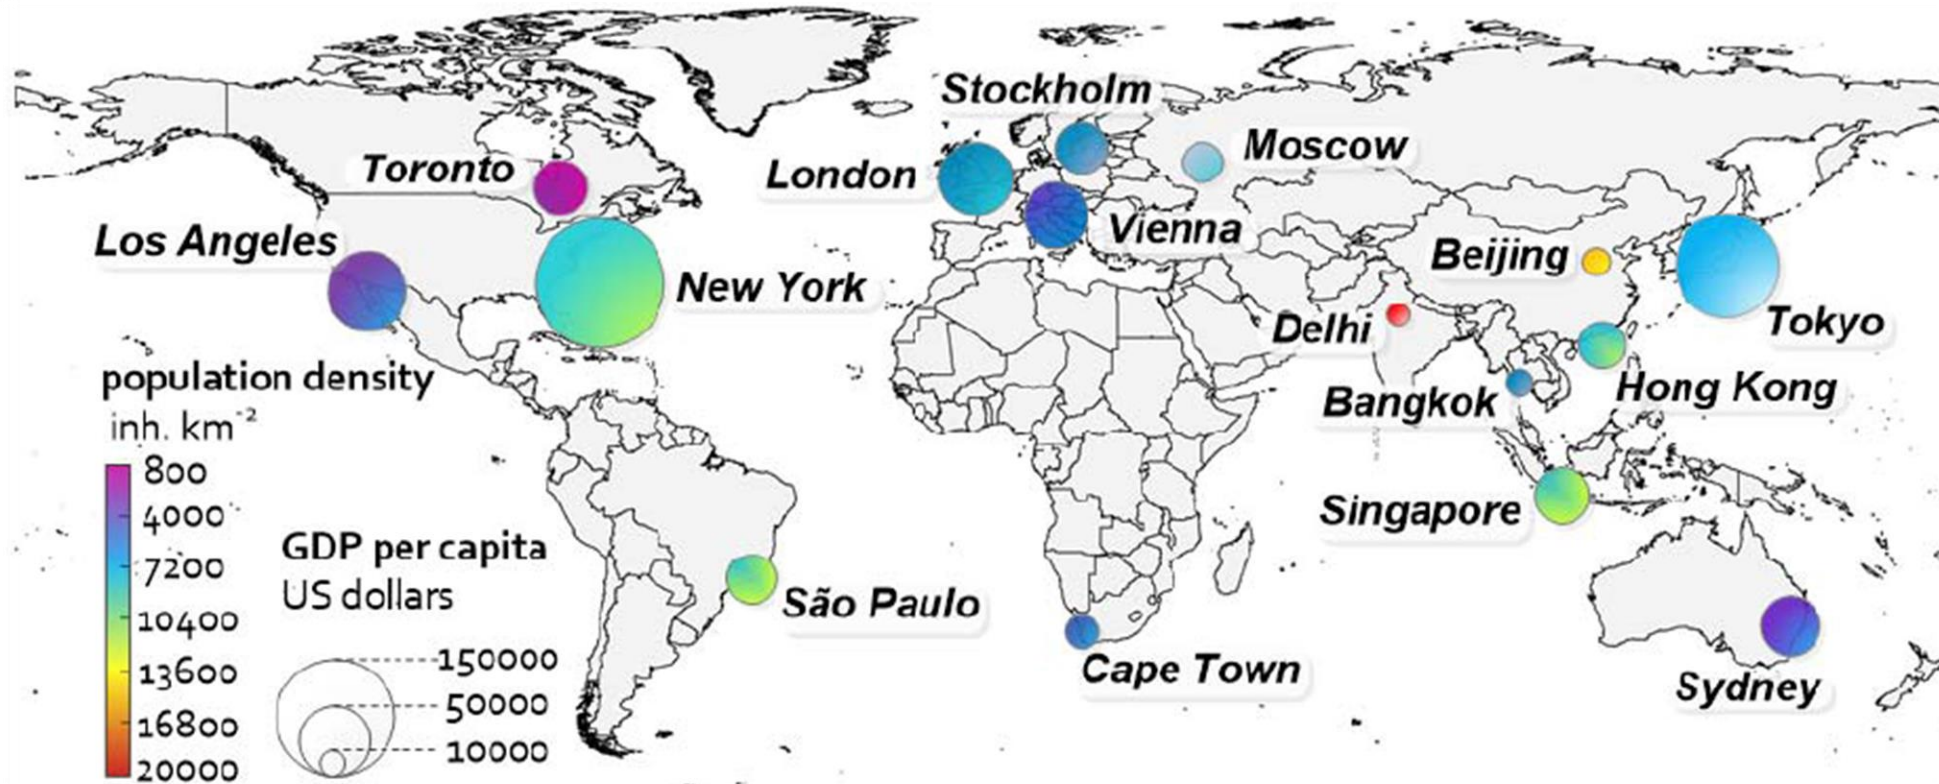 Stockholm
Moscow
Toronto
London
Los Angeles
Vienna
Beijing
New York
Delhi
Tokyo
population density
inh. km⁻²
Bangkok
Hong Kong
800
4000
7200
10400
13600
16800
20000
Singapore
GDP per capita
US dollars
São Paulo
150000
50000
10000
Cape Town
Sydney